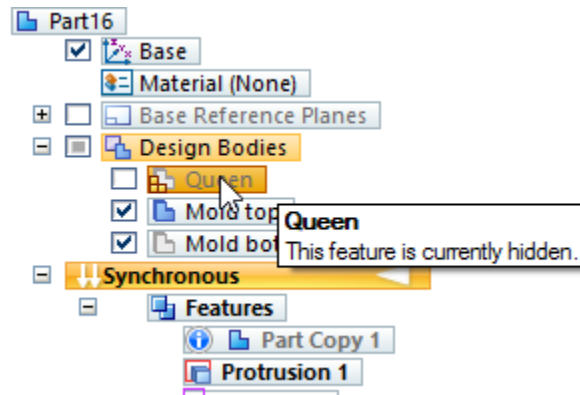 Part16
Base
Material (None)
Base Reference Planes
Design Bodies
Queen
Mold top
Queen
Mold bot
This feature is currently hidden.
Synchronous
Features
Part Copy 1
Protrusion 1